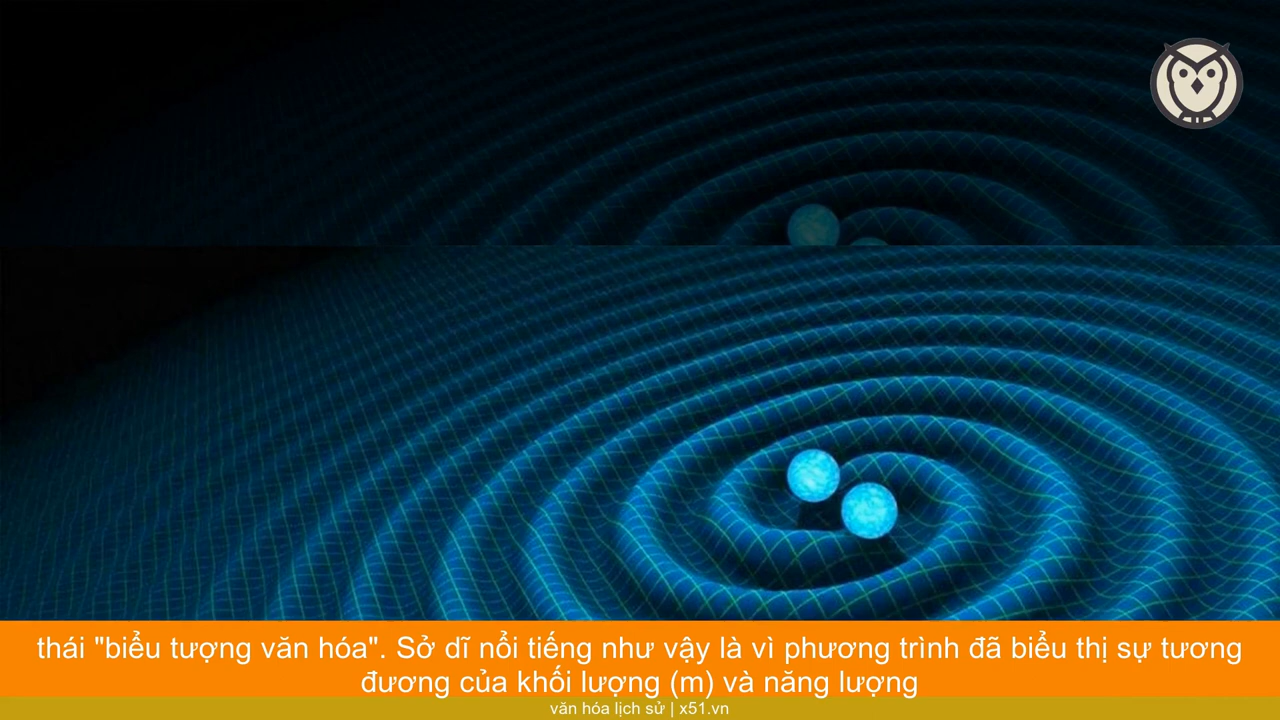 thái "biểu tượng văn hóa". Sở dĩ nổi tiếng như vậy là vì phương trình đã biểu thị sự tương
đương của khối lượng (m) và năng lượng
văn hóa lịch sử | x51.vn